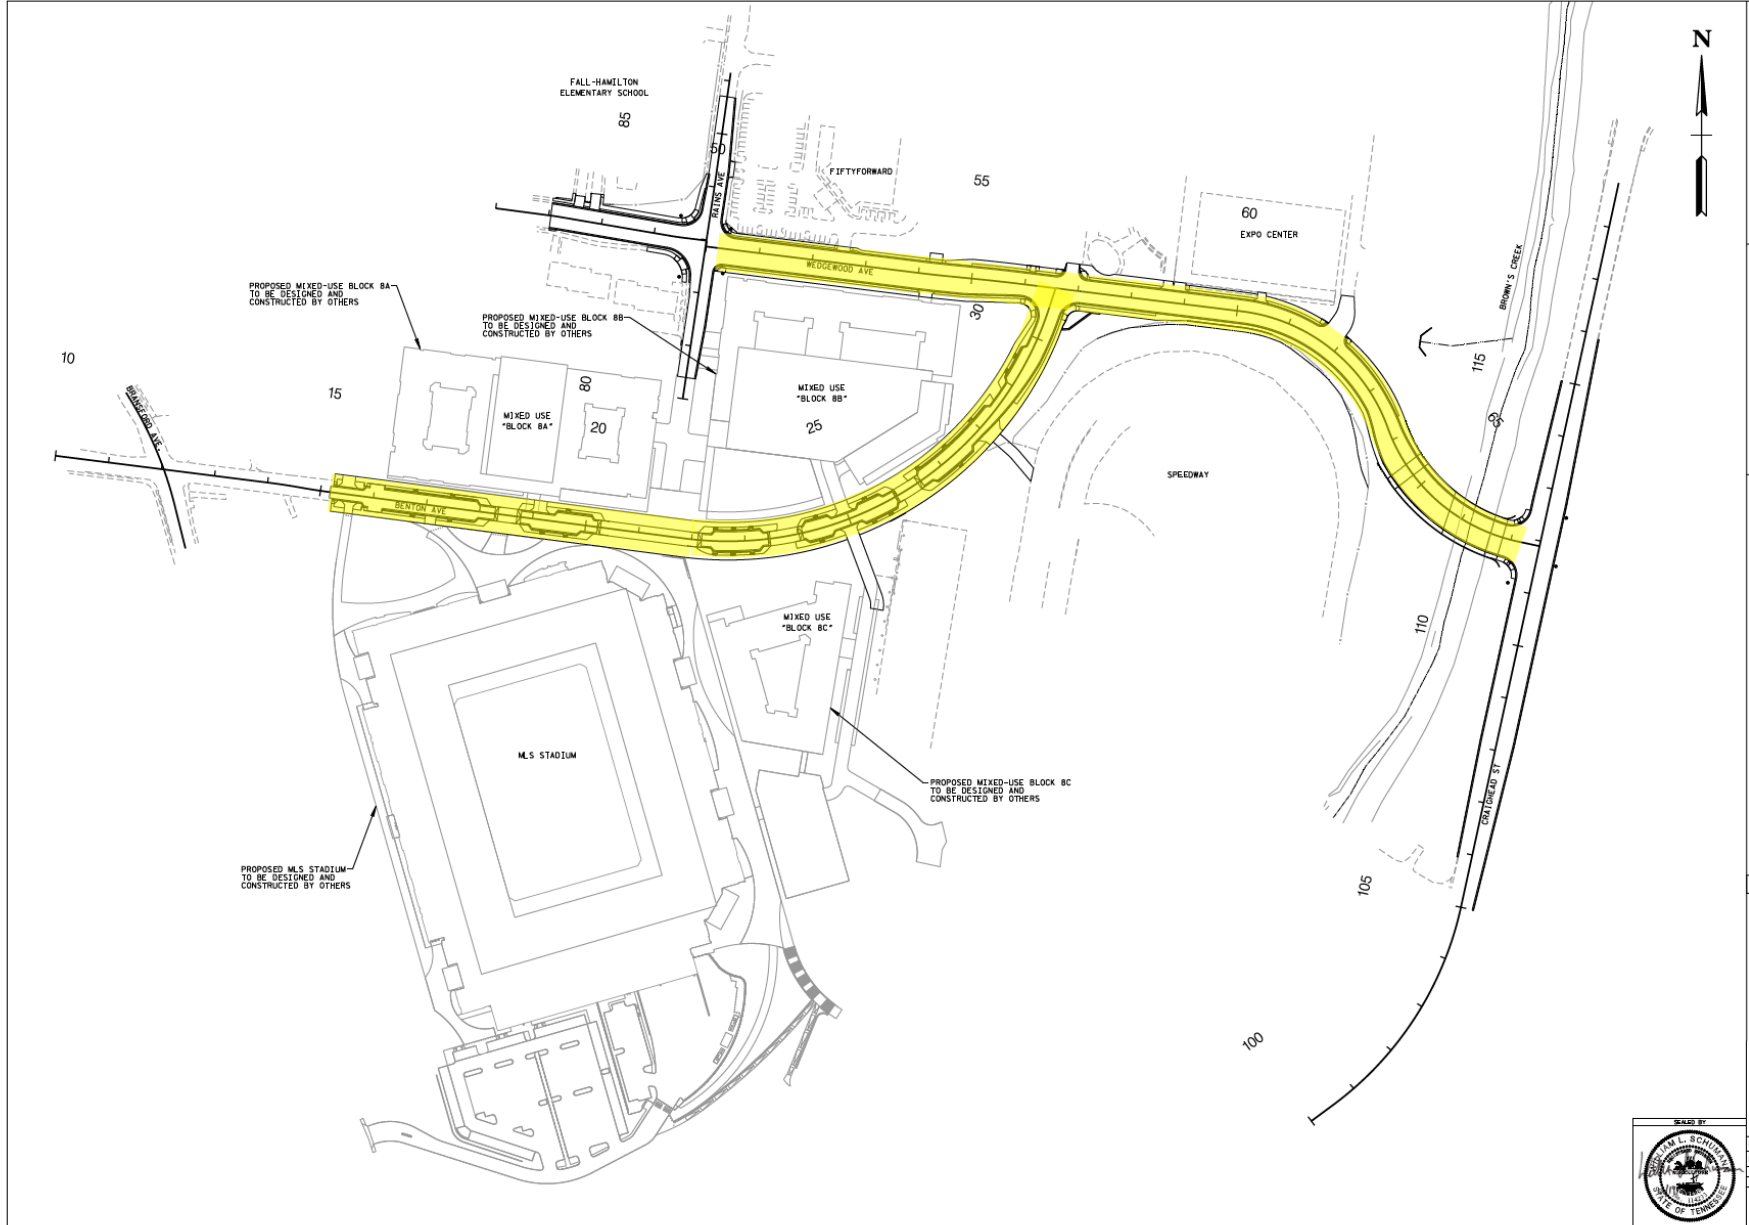 N
FALL-HAMILTON
ELEMENTARY SCHOOL
85
50
RAINS AVE
FIFTYFORWARD
55
60
EXPO CENTER
WEDGEWOOD AVE
BROWN'S CREEK
PROPOSED MIXED-USE BLOCK 8A
TO BE DESIGNED AND
CONSTRUCTED BY OTHERS
PROPOSED MIXED-USE BLOCK 8B
TO BE DESIGNED AND
CONSTRUCTED BY OTHERS
30
10
15
80
115
BRANSFORD AVE.
MIXED USE
"BLOCK 8A"
20
MIXED USE
"BLOCK 8B"
25
65
SPEEDWAY
BENTON AVE
MIXED USE
"BLOCK 8C"
110
MLS STADIUM
PROPOSED MIXED-USE BLOCK 8C
TO BE DESIGNED AND
CONSTRUCTED BY OTHERS
CRAIGHEAD ST
PROPOSED MLS STADIUM
TO BE DESIGNED AND
CONSTRUCTED BY OTHERS
105
100
SEALED BY
WILLIAM L. SCHUMAN
STATE OF TENNESSEE